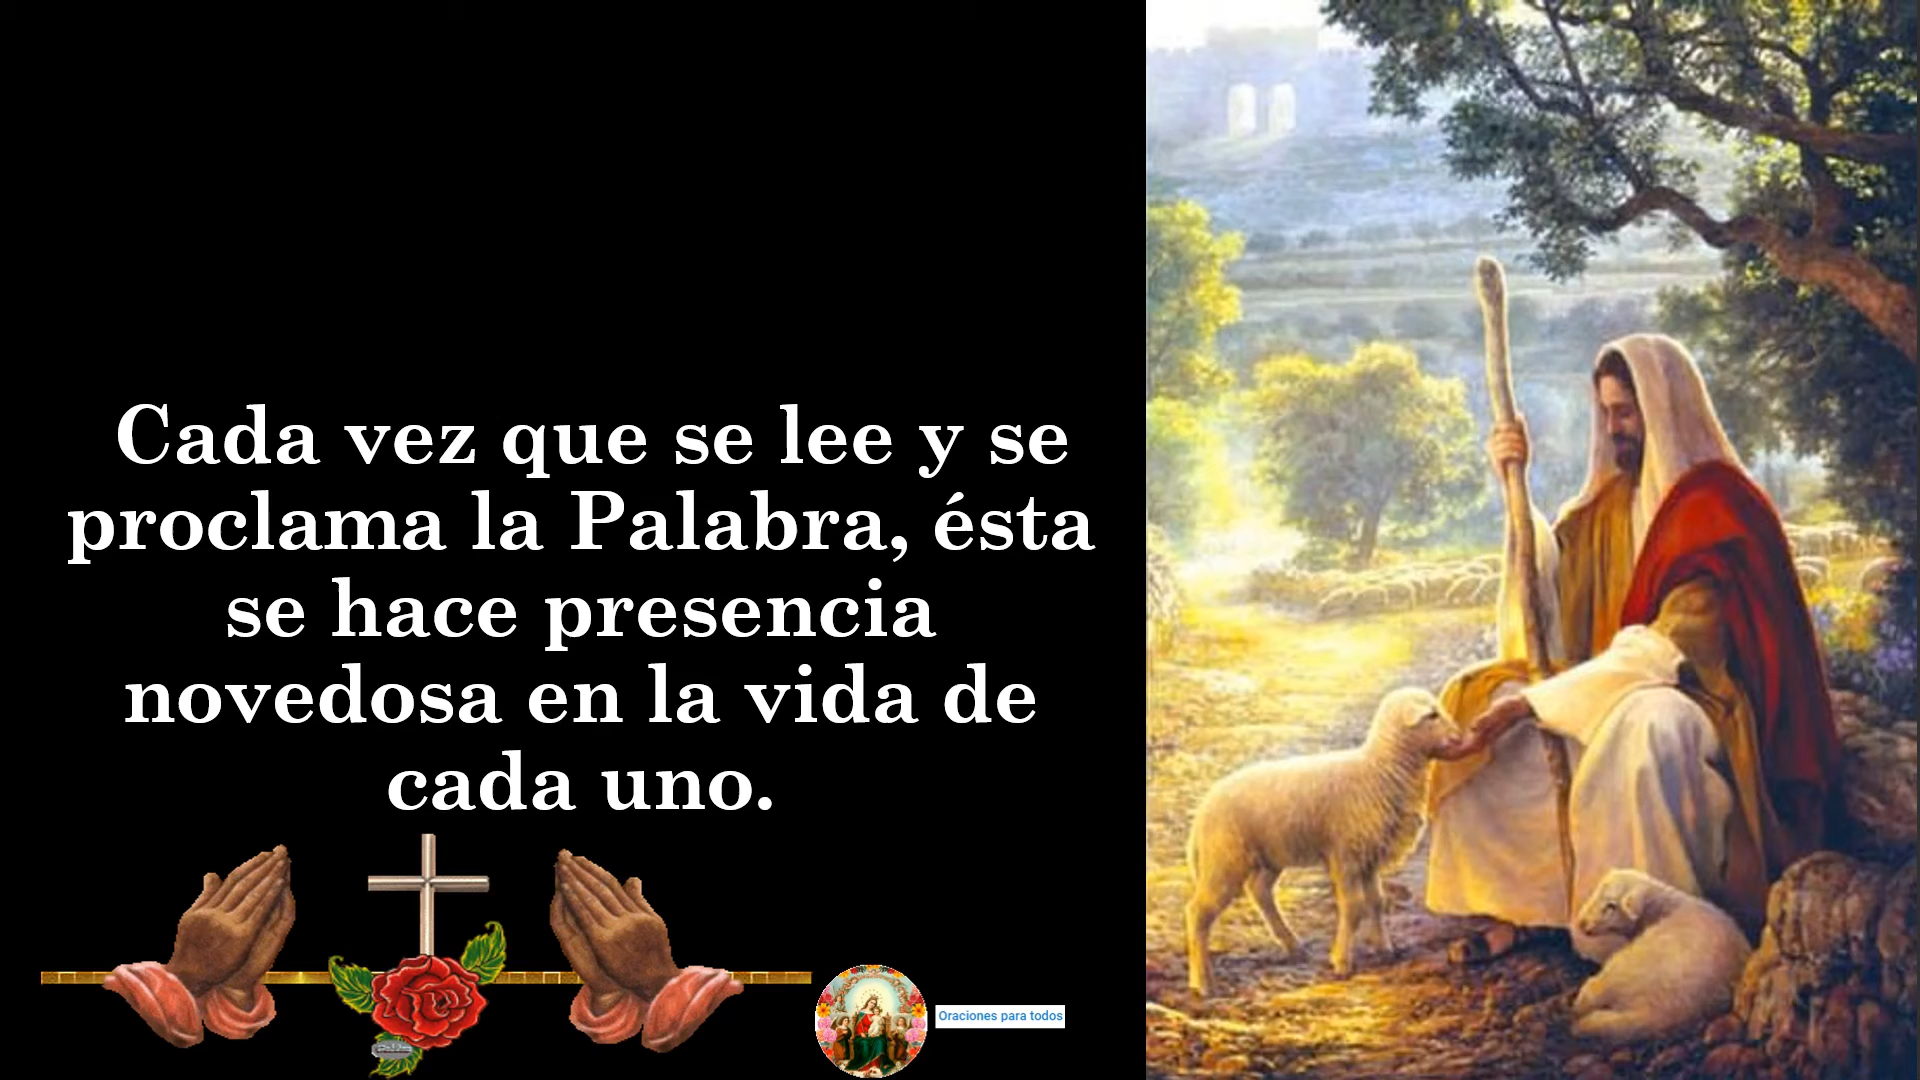 Cada vez que se lee y se
proclama la Palabra, ésta
se hace presencia
novedosa en la vida de
cada uno.
Oraciones para todos